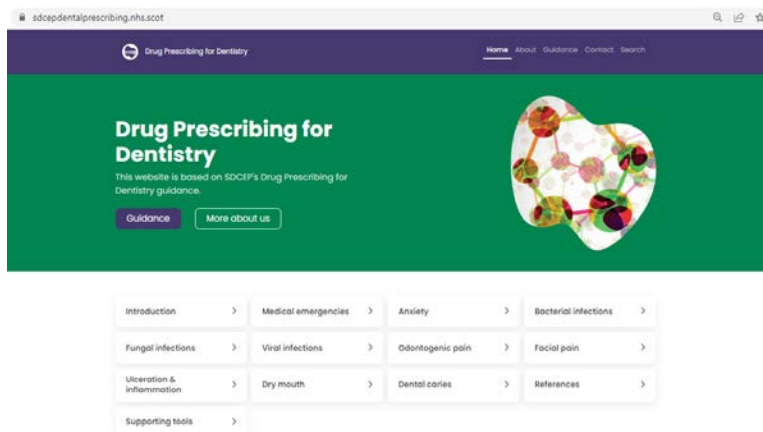 sdcepdentalprescribing.nhs.scot
Drug Prescribing for Dentistry
Home About Guidance Contact Search
Drug Prescribing for
Dentistry
This website is based on SDCEP's Drug Prescribing for
Dentistry guidance.
Guidance
More about us
Introduction
Medical emergencies
Anxiety
Bacterial infections
Fungal infections
Viral infections
Odontogenic pain
Facial pain
Ulceration &
inflammation
Dry mouth
Dental caries
References
Supporting tools